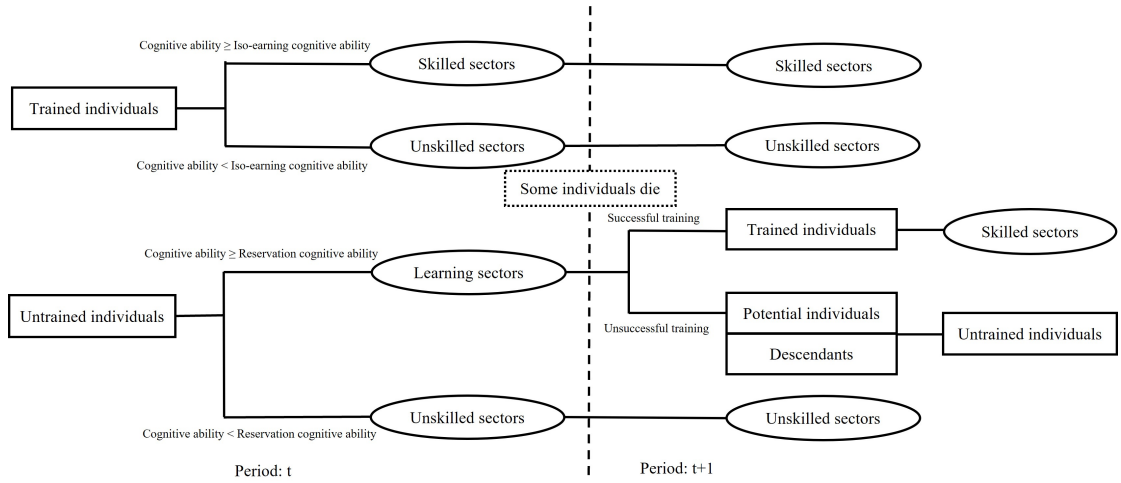 Cognitive ability ≥ Iso-earning cognitive ability
Skilled sectors
Skilled sectors
Trained individuals
Unskilled sectors
Unskilled sectors
Cognitive ability < Iso-earning cognitive ability
Some individuals die
Successful training
Trained individuals
Skilled sectors
Cognitive ability ≥ Reservation cognitive ability
Learning sectors
Untrained individuals
Potential individuals
Unsuccessful training
Untrained individuals
Descendants
Unskilled sectors
Unskilled sectors
Cognitive ability < Reservation cognitive ability
Period: t
Period: t+1